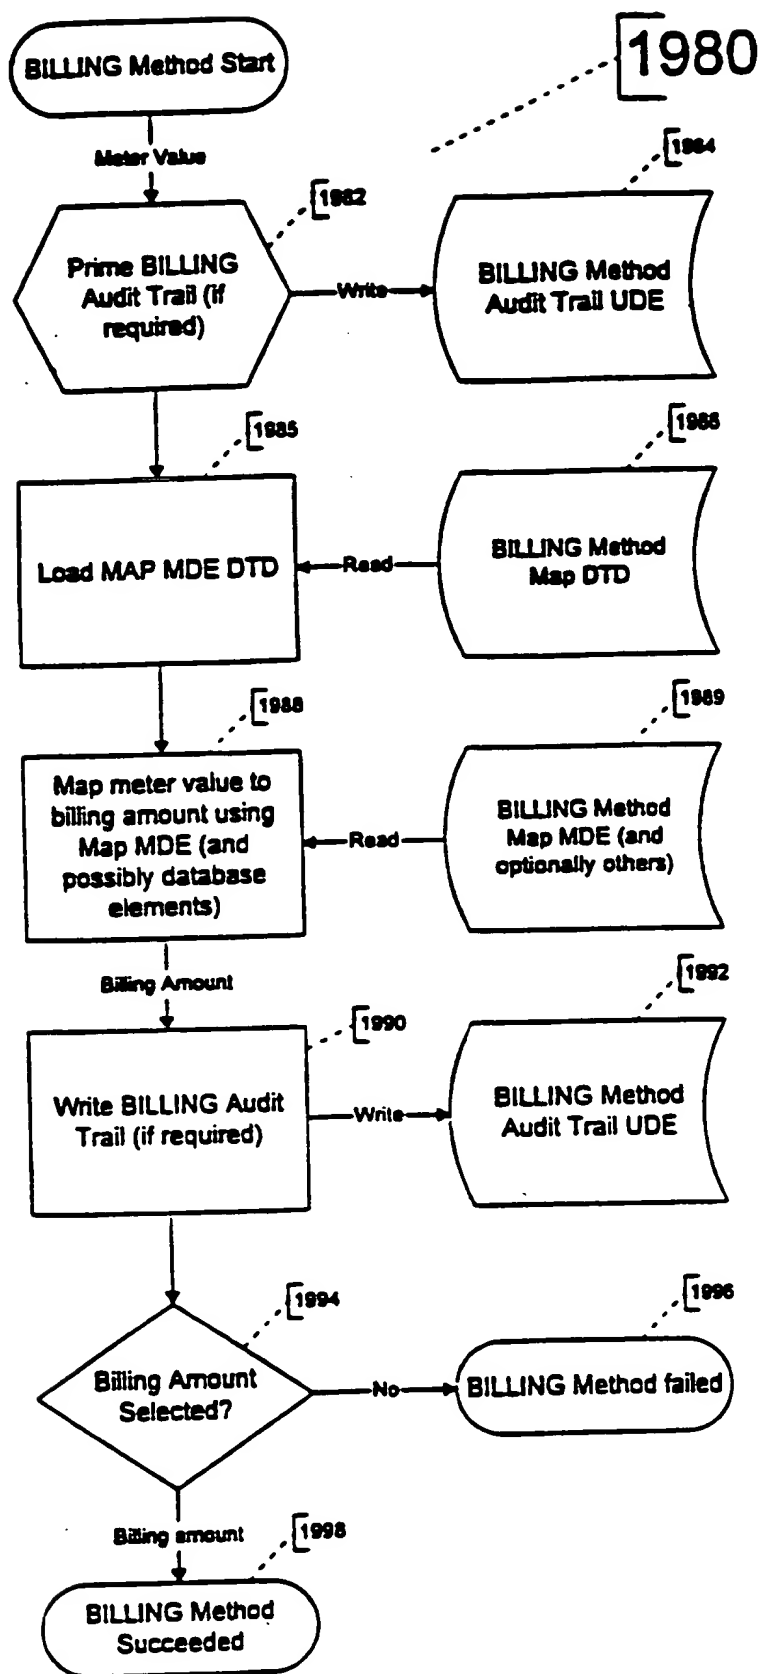 BILLING Method Start
1980
Meter Value
1984
1982
Prime BILLING
Audit Trail (if
required)
Write
BILLING Method
Audit Trail UDE
1985
1986
Load MAP MDE DTD
Read
BILLING Method
Map DTD
1988
1989
Map meter value to
billing amount using
Map MDE (and
possibly database
elements)
Read
BILLING Method
Map MDE (and
optionally others)
Billing Amount
1992
1990
Write BILLING Audit
Trail (if required)
Write
BILLING Method
Audit Trail UDE
1994
1996
Billing Amount
Selected?
No
BILLING Method failed
Billing amount
1998
BILLING Method
Succeeded